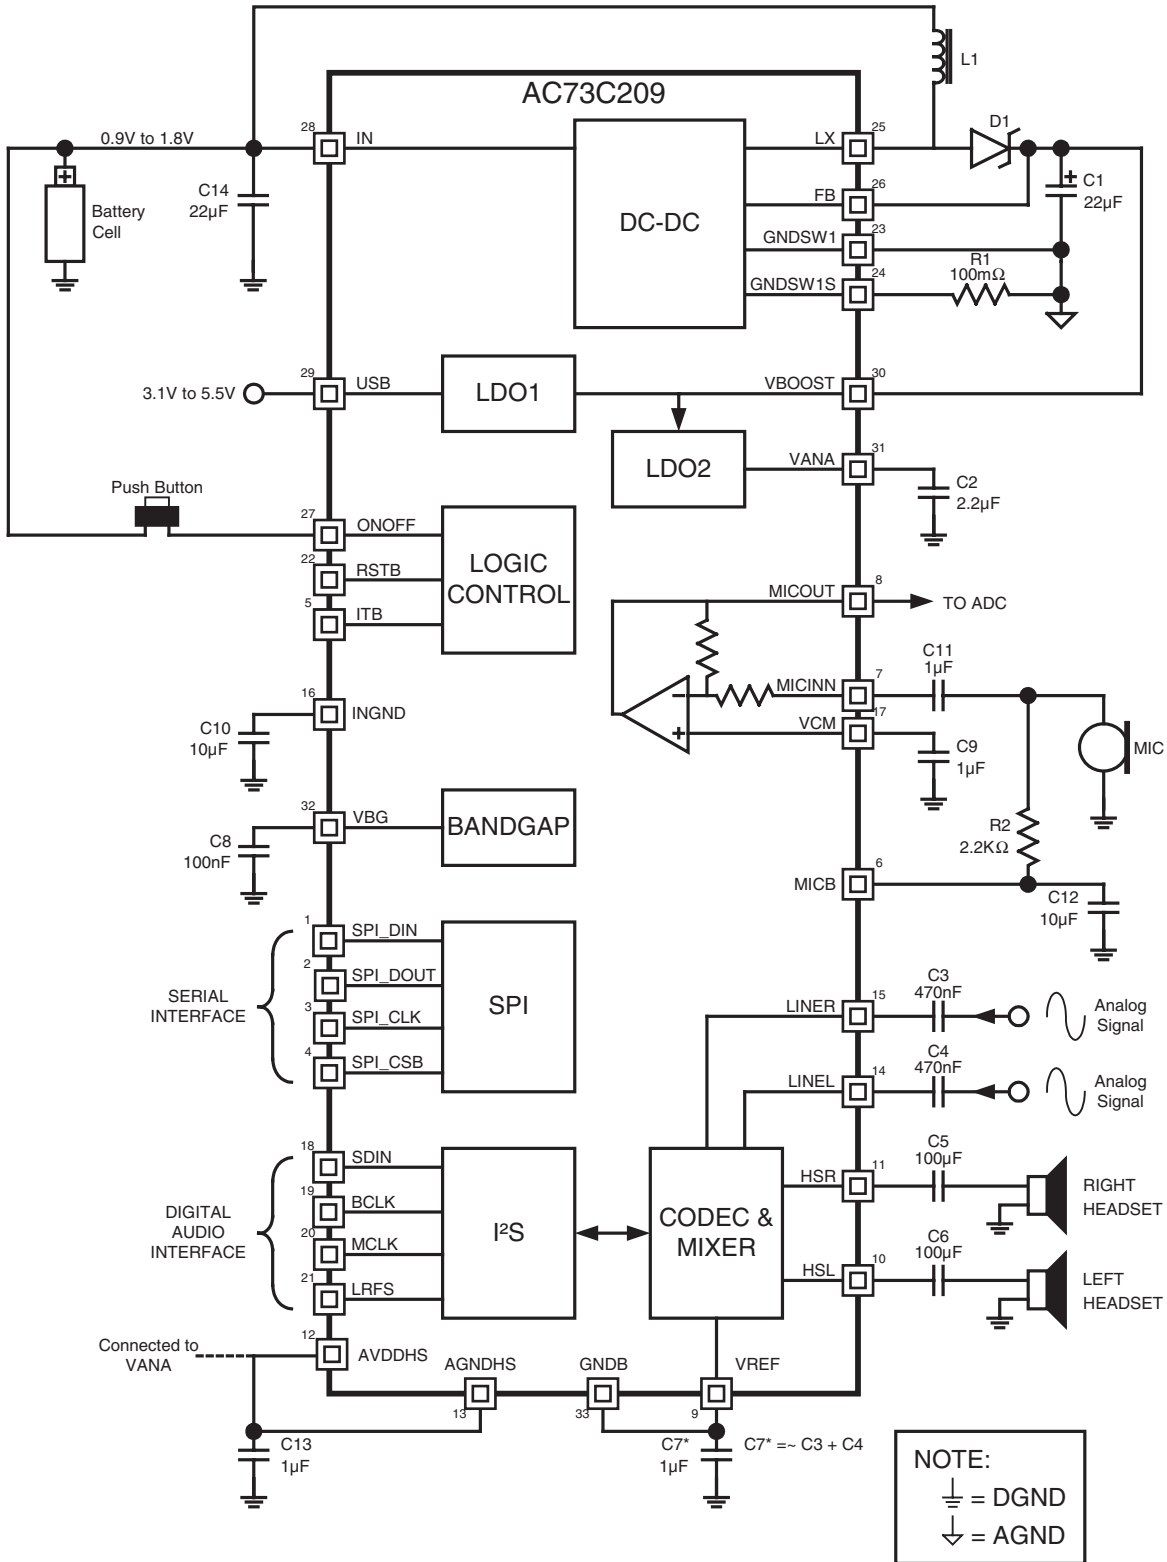 L1
AC73C209
28
IN
0.9V to 1.8V
C14
22µF
Battery
Cell
DC-DC
LX
25
D1
FB
26
C1
22µF
GNDSW1
23
R1
100mΩ
GNDSW1S
24
3.1V to 5.5V
29
USB
LDO1
VBOOST
30
LDO2
VANA
31
C2
2.2µF
Push Button
27
ONOFF
22
RSTB
5
ITB
LOGIC
CONTROL
MICOUT
8
TO ADC
C11
1µF
MICINN
7
VCM
17
C9
1µF
MIC
16
INGND
C10
10µF
R2
2.2KΩ
32
VBG
BANDGAP
C8
100nF
MICB
6
C12
10µF
SERIAL
INTERFACE
1
SPI_DIN
2
SPI_DOUT
3
SPI_CLK
4
SPI_CSB
SPI
LINER
15
C3
470nF
Analog
Signal
LINEL
14
C4
470nF
Analog
Signal
DIGITAL
AUDIO
INTERFACE
18
SDIN
19
BCLK
20
MCLK
21
LRFS
I²S
CODEC &
MIXER
HSR
11
C5
100µF
RIGHT
HEADSET
HSL
10
C6
100µF
LEFT
HEADSET
Connected to
VANA
12
AVDDHS
AGNDHS
13
GNDB
33
VREF
9
C13
1µF
C7*
1µF
C7* =~ C3 + C4
NOTE:
= DGND
= AGND